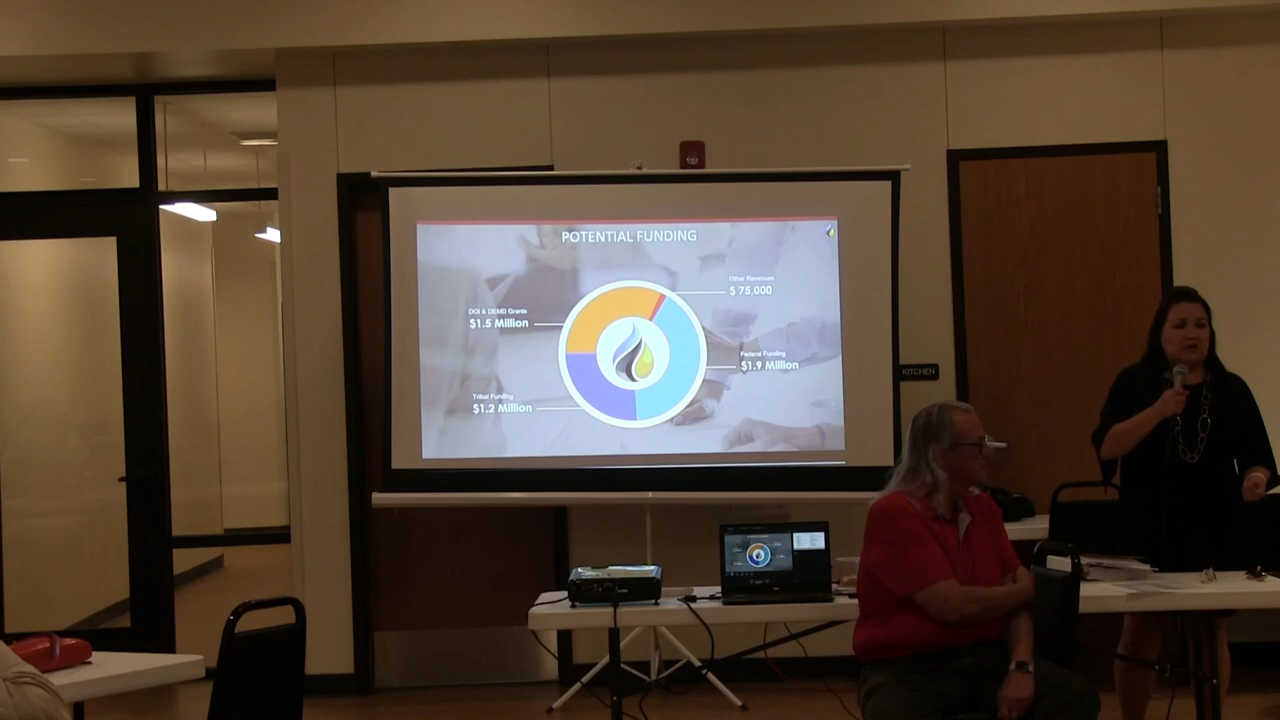 POTENTIAL FUNDING
Other Revenues
$ 75,000
DOI & DEMD Grants
$1.5 Million
Federal Funding
$1.9 Million
Tribal Funding
$1.2 Million
KITCHEN